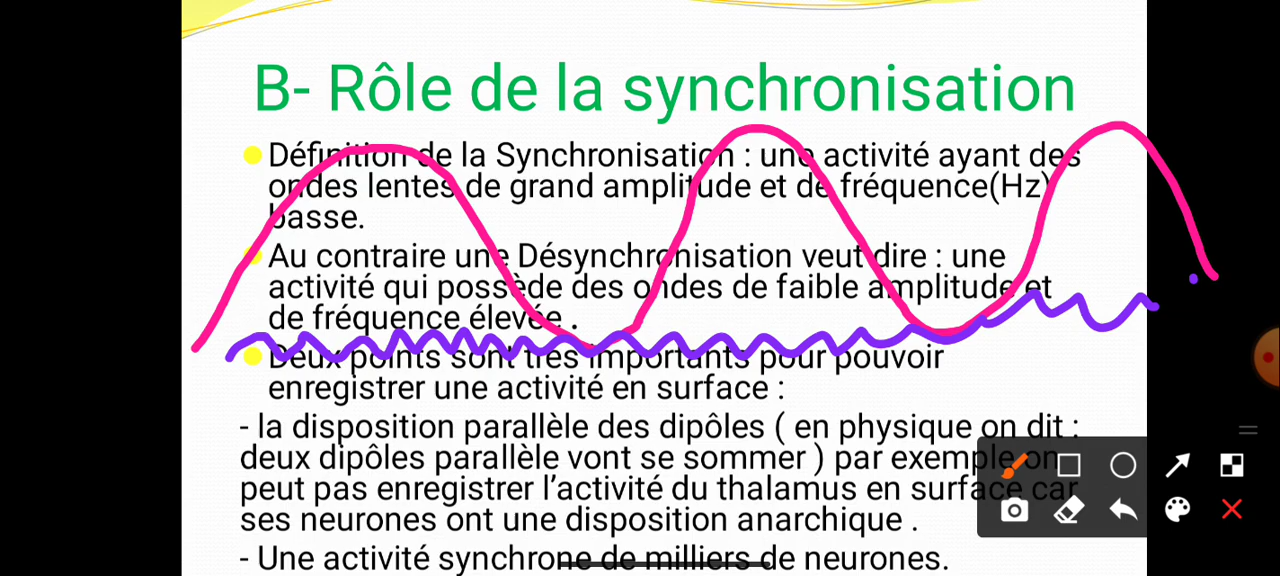 B- Rôle de la synchronisation
Définition de la Synchronisation : une activité ayant des
ondes lentes de grand amplitude et de fréquence(Hz)
basse.
Au contraire une Désynchronisation veut dire : une
activité qui possède des ondes de faible amplitude et
de fréquence élevée .
Deux points sont très importants pour pouvoir
enregistrer une activité en surface :
- la disposition parallèle des dipôles ( en physique on dit :
deux dipôles parallèle vont se sommer ) par exemple on
peut pas enregistrer l’activité du thalamus en surface car
ses neurones ont une disposition anarchique .
- Une activité synchrone de milliers de neurones.